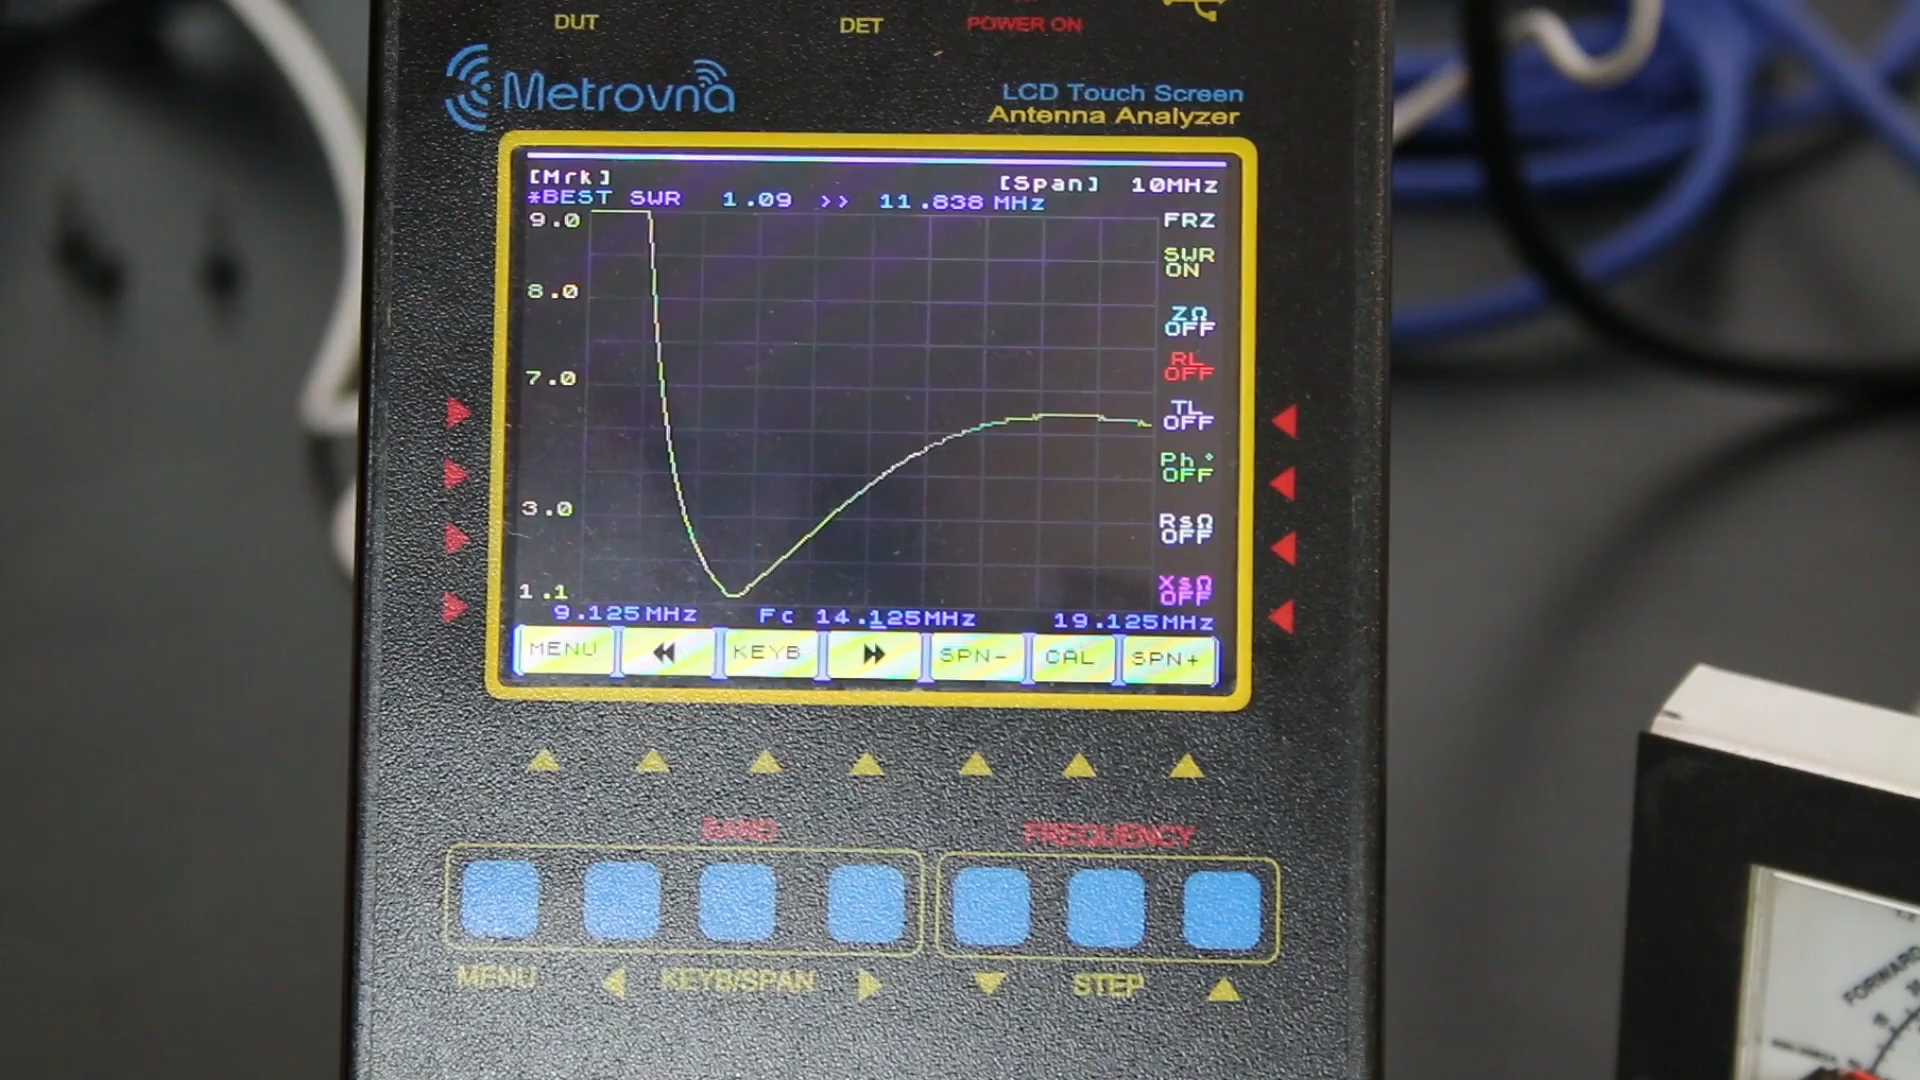 DUT DET POWER ON
Metrovna
LCD Touch Screen
Antenna Analyzer
[Mrk] [Span] 10MHz
*BEST SWR 1.09 >> 11.838 MHz
9.0
8.0
7.0
3.0
1.1
FRZ
SWR
ON
ZΩ
OFF
RL
OFF
TL
OFF
Ph°
OFF
RsΩ
OFF
XsΩ
OFF
9.125MHz Fc 14.125MHz 19.125MHz
MENU KEYB SPN- CAL SPN+
BAND FREQUENCY
MENU KEYB/SPAN STEP
FORWARD